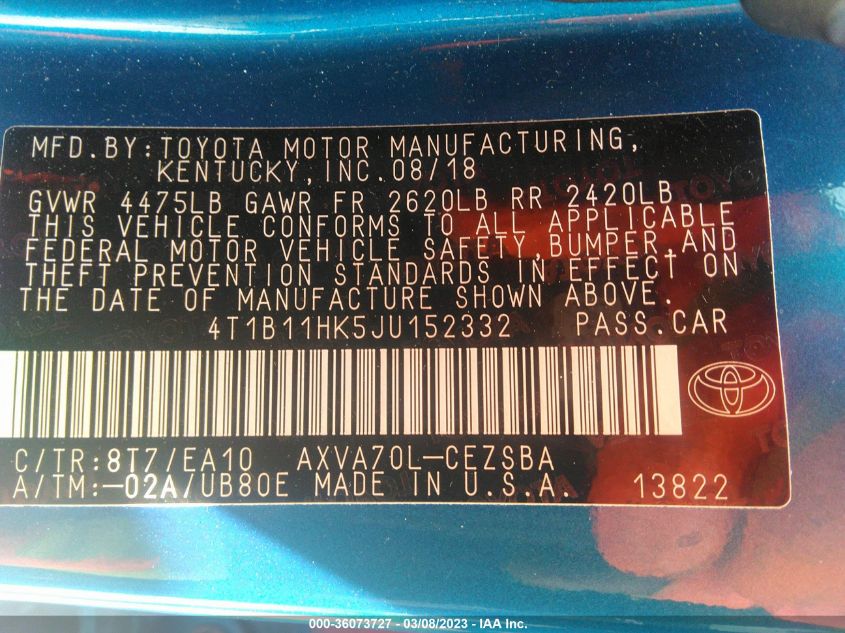 MFD.BY:TOYOTA MOTOR MANUFACTURING,
KENTUCKY, INC. 08/18
GVWR 4475LB GAWR FR 2620LB RR 2420LB
THIS VEHICLE CONFORMS TO ALL APPLICABLE
FEDERAL MOTOR VEHICLE SAFETY,BUMPER,AND
THEFT PREVENTION STANDARDS IN EFFECT ON
THE DATE OF MANUFACTURE SHOWN ABOVE.
4T1B11HK5JU152332 PASS.CAR
C/TR:8T7/EA10 AXVA70L-CEZSBA
A/TM:-02A/UB80E MADE IN U.S.A. 13822
000-36073727 - 03/08/2023 - IAA Inc.